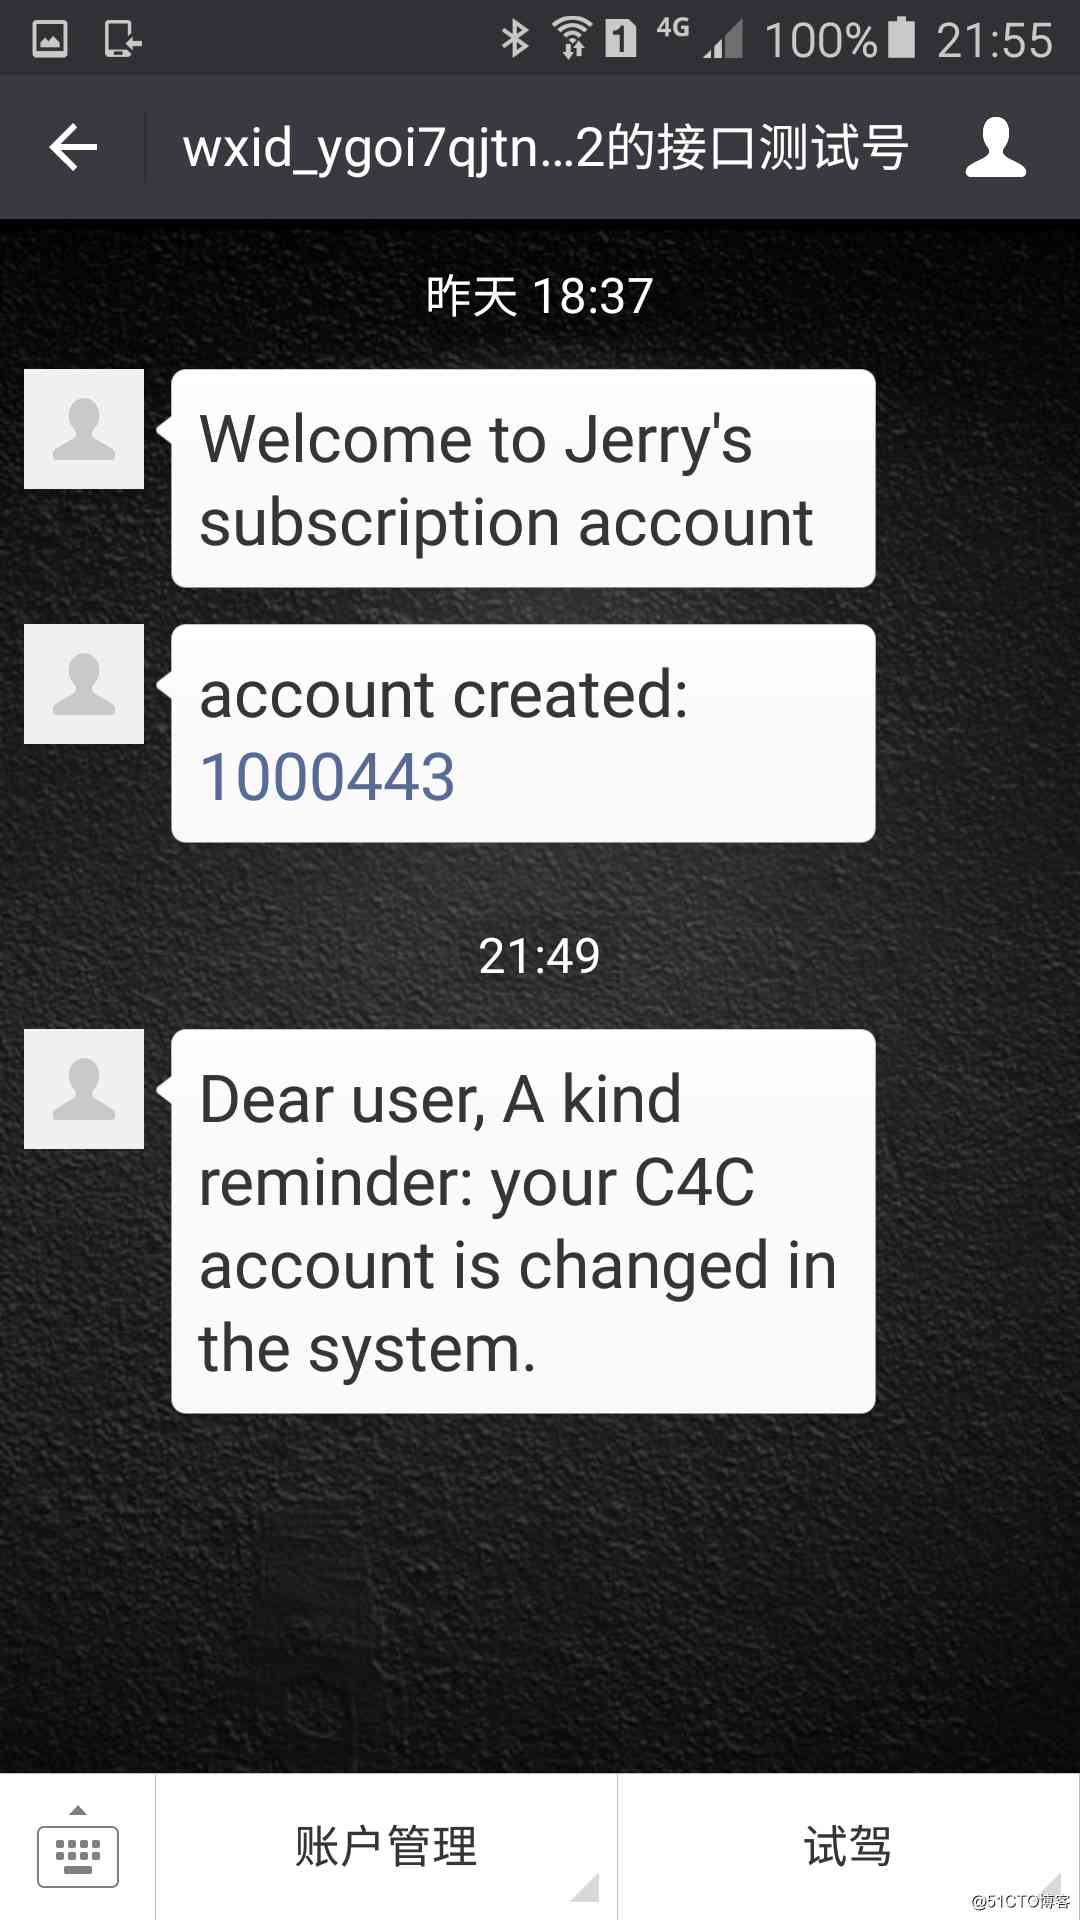 1 4G 100% 21:55
wxid_ygoi7qjtn...2的接口测试号
昨天 18:37
Welcome to Jerry's
subscription account
account created:
1000443
21:49
Dear user, A kind
reminder: your C4C
account is changed in
the system.
账户管理
试驾
@51CTO博客